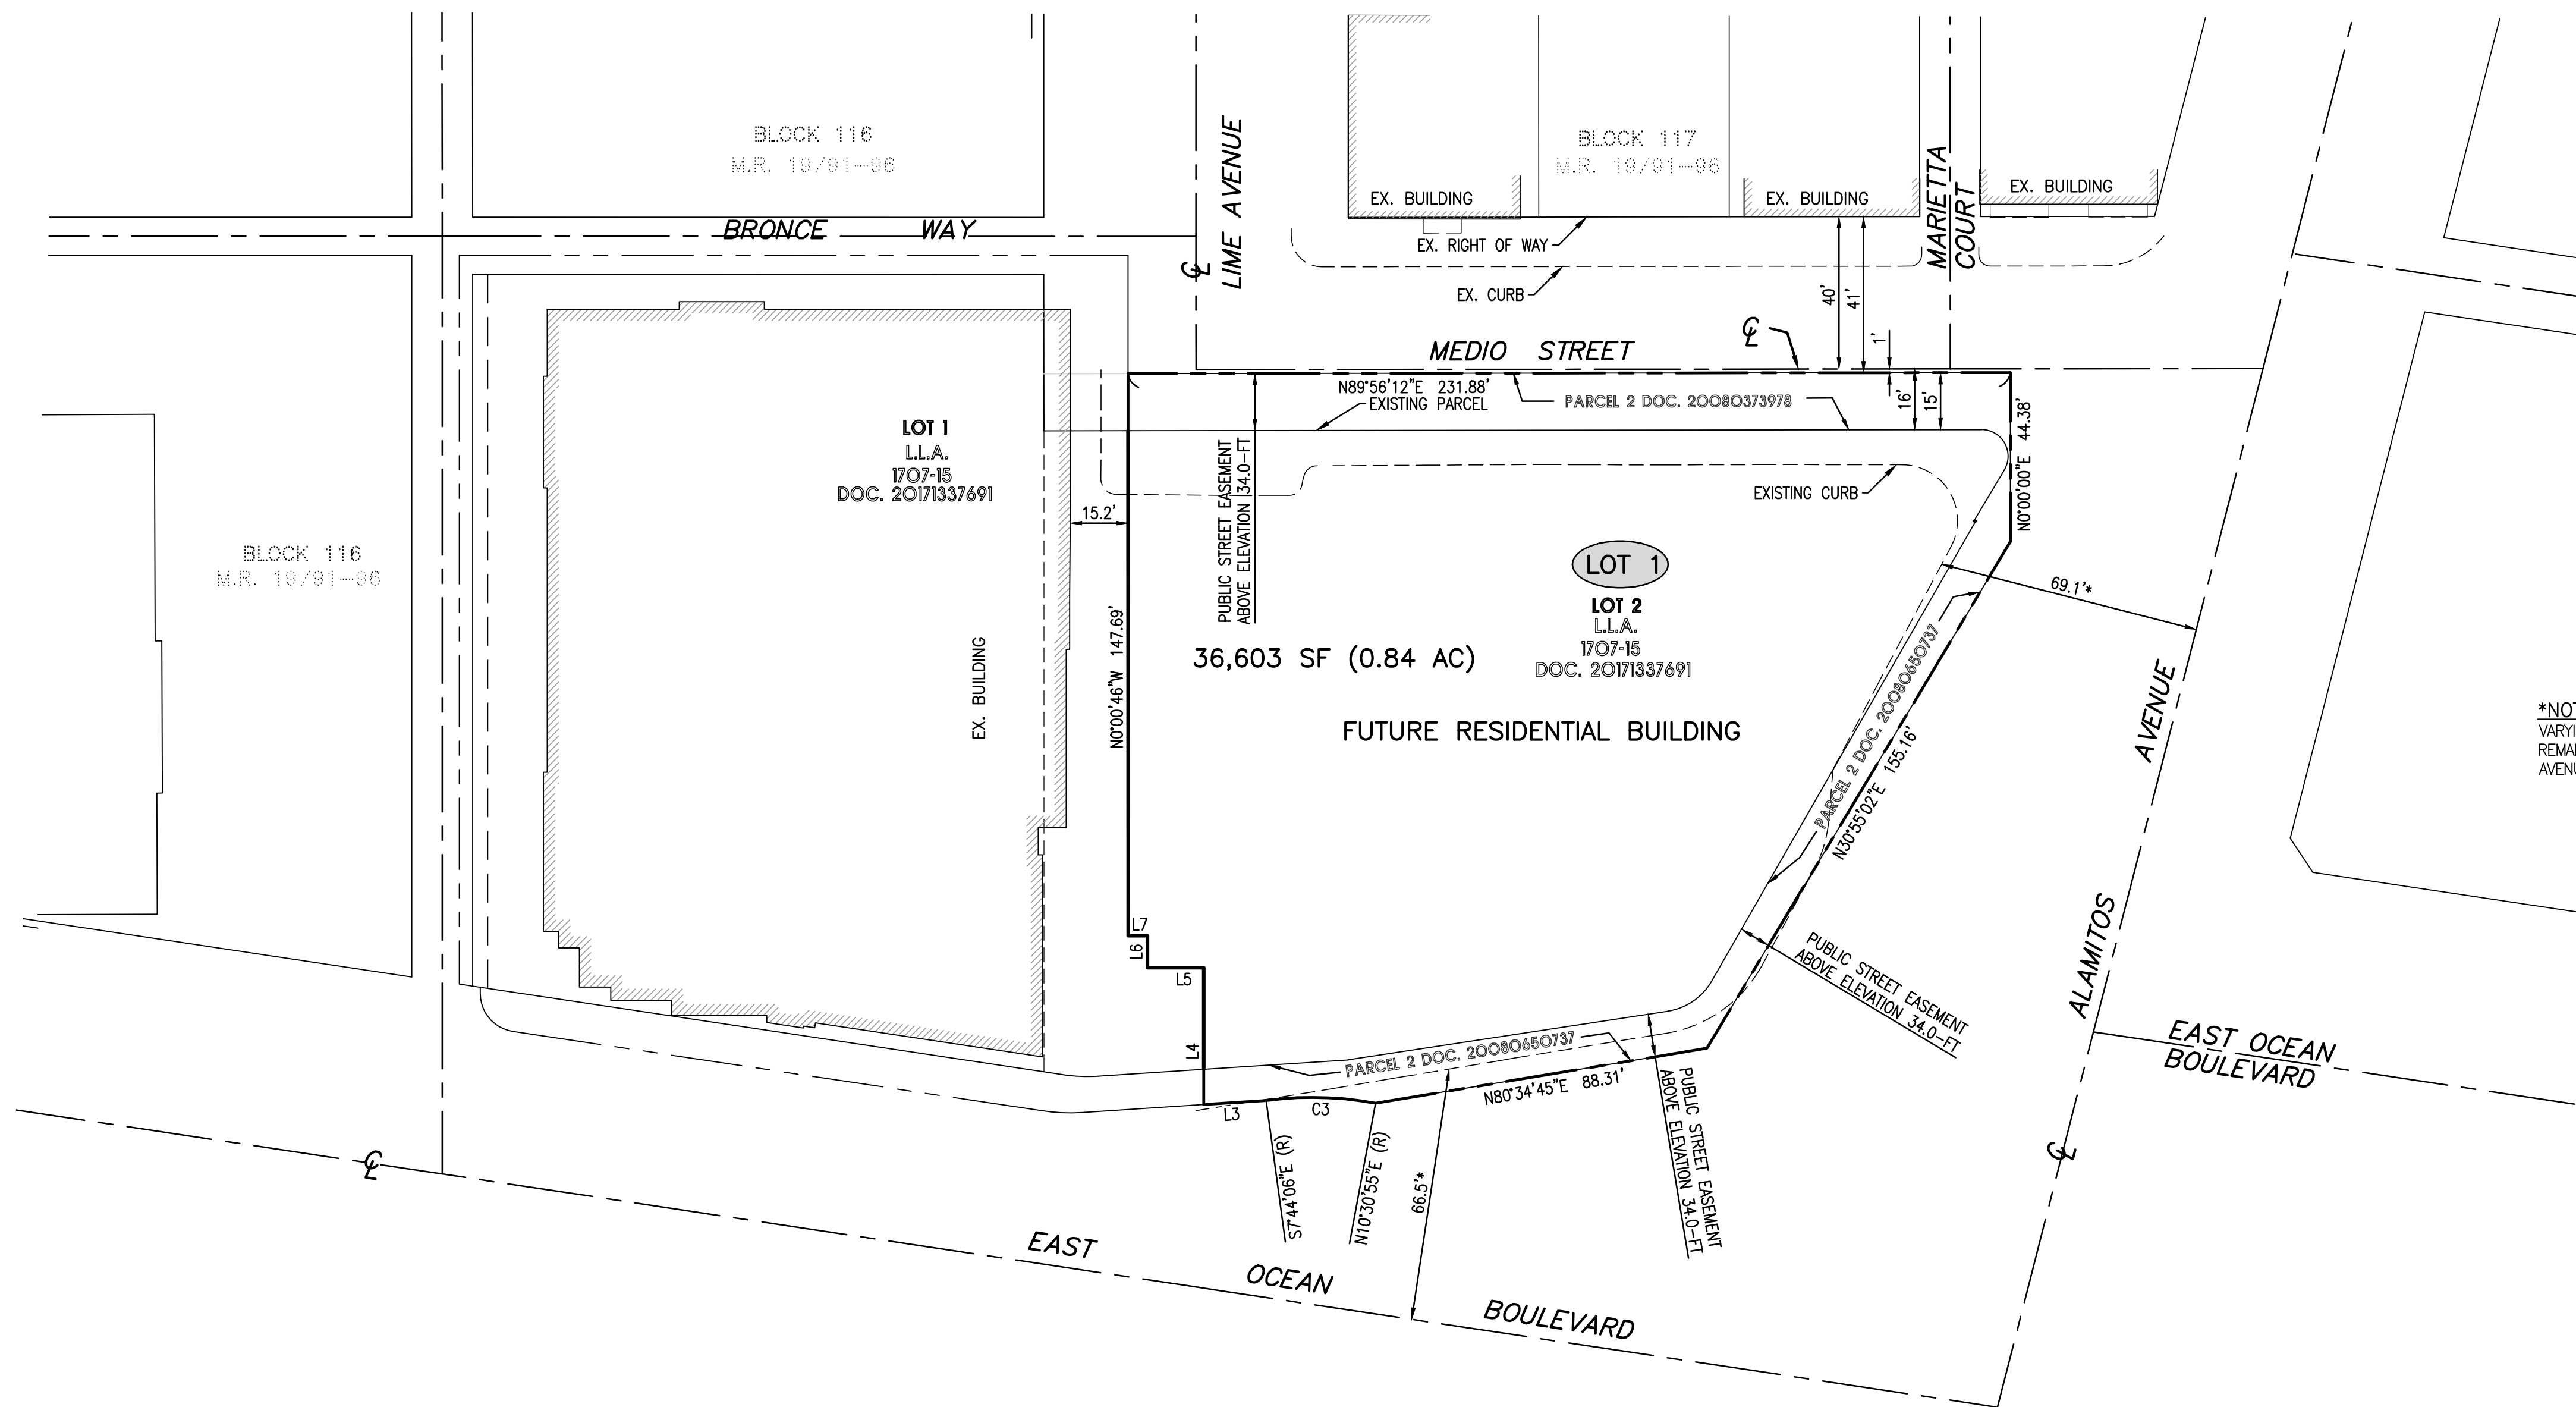 BLOCK 116
M.R. 19/91-96
BRONCE WAY
℄
LIME AVENUE
BLOCK 117
M.R. 19/91-96
EX. BUILDING
EX. BUILDING
EX. BUILDING
EX. RIGHT OF WAY
EX. CURB
MARIETTA
COURT
40'
41'
1'
16'
15'
MEDIO STREET
℄
N89°56'12"E 231.88'
EXISTING PARCEL
PARCEL 2 DOC. 20080373978
N0°00'00"E 44.38'
LOT 1
L.L.A.
1707-15
DOC. 20171337691
PUBLIC STREET EASEMENT
ABOVE ELEVATION 34.0-FT
EXISTING CURB
15.2'
BLOCK 116
M.R. 19/91-96
LOT 1
LOT 2
L.L.A.
1707-15
DOC. 20171337691
36,603 SF (0.84 AC)
FUTURE RESIDENTIAL BUILDING
EX. BUILDING
N0°00'46"W 147.69'
69.1'*
PARCEL 2 DOC. 20080650737
N30°55'02"E 155.16'
ALAMITOS AVENUE
℄
L7
L6
L5
L4
L3
C3
PUBLIC STREET EASEMENT
ABOVE ELEVATION 34.0-FT
PARCEL 2 DOC. 20080650737
N80°34'45"E 88.31'
PUBLIC STREET EASEMENT
ABOVE ELEVATION 34.0-FT
S7°44'06"E (R)
N10°30'55"E (R)
66.5'*
EAST OCEAN
BOULEVARD
℄
EAST OCEAN BOULEVARD